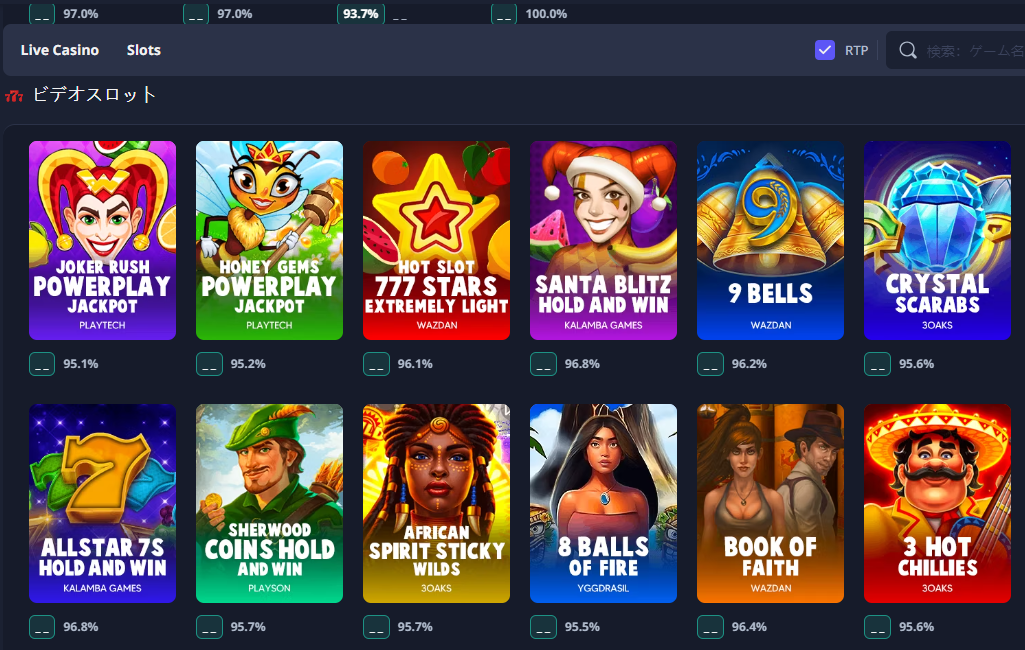 _ _ 97.0% _ _ 97.0% 93.7% _ _ _ _ 100.0%
Live Casino Slots RTP 検索: ゲーム名
777 ビデオスロット
JOKER RUSH
POWERPLAY
JACKPOT
PLAYTECH
HONEY GEMS
POWERPLAY
JACKPOT
PLAYTECH
HOT SLOT
777 STARS
EXTREMELY LIGHT
WAZDAN
SANTA BLITZ
HOLD AND WIN
KALAMBA GAMES
9
9 BELLS
WAZDAN
CRYSTAL
SCARABS
3OAKS
_ _ 95.1% _ _ 95.2% _ _ 96.1% _ _ 96.8% _ _ 96.2% _ _ 95.6%
7
ALLSTAR 7S
HOLD AND WIN
KALAMBA GAMES
SHERWOOD
COINS HOLD
AND WIN
PLAYSON
AFRICAN
SPIRIT STICKY
WILDS
3OAKS
8 BALLS
OF FIRE
YGGDRASIL
BOOK OF
FAITH
WAZDAN
3 HOT
CHILLIES
3OAKS
_ _ 96.8% _ _ 95.7% _ _ 95.7% _ _ 95.5% _ _ 96.4% _ _ 95.6%